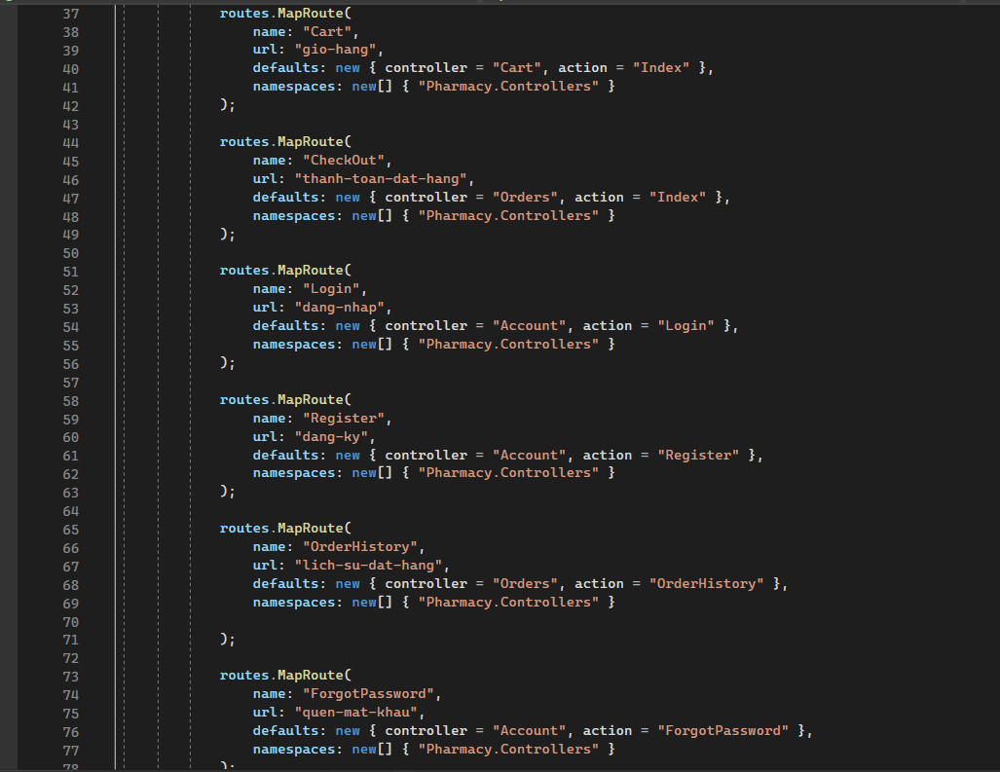 37 routes.MapRoute(
38 name: "Cart",
39 url: "gio-hang",
40 defaults: new { controller = "Cart", action = "Index" },
41 namespaces: new[] { "Pharmacy.Controllers" }
42 );
43
44 routes.MapRoute(
45 name: "CheckOut",
46 url: "thanh-toan-dat-hang",
47 defaults: new { controller = "Orders", action = "Index" },
48 namespaces: new[] { "Pharmacy.Controllers" }
49 );
50
51 routes.MapRoute(
52 name: "Login",
53 url: "dang-nhap",
54 defaults: new { controller = "Account", action = "Login" },
55 namespaces: new[] { "Pharmacy.Controllers" }
56 );
57
58 routes.MapRoute(
59 name: "Register",
60 url: "dang-ky",
61 defaults: new { controller = "Account", action = "Register" },
62 namespaces: new[] { "Pharmacy.Controllers" }
63 );
64
65 routes.MapRoute(
66 name: "OrderHistory",
67 url: "lich-su-dat-hang",
68 defaults: new { controller = "Orders", action = "OrderHistory" },
69 namespaces: new[] { "Pharmacy.Controllers" }
70
71 );
72
73 routes.MapRoute(
74 name: "ForgotPassword",
75 url: "quen-mat-khau",
76 defaults: new { controller = "Account", action = "ForgotPassword" },
77 namespaces: new[] { "Pharmacy.Controllers" }
78 );